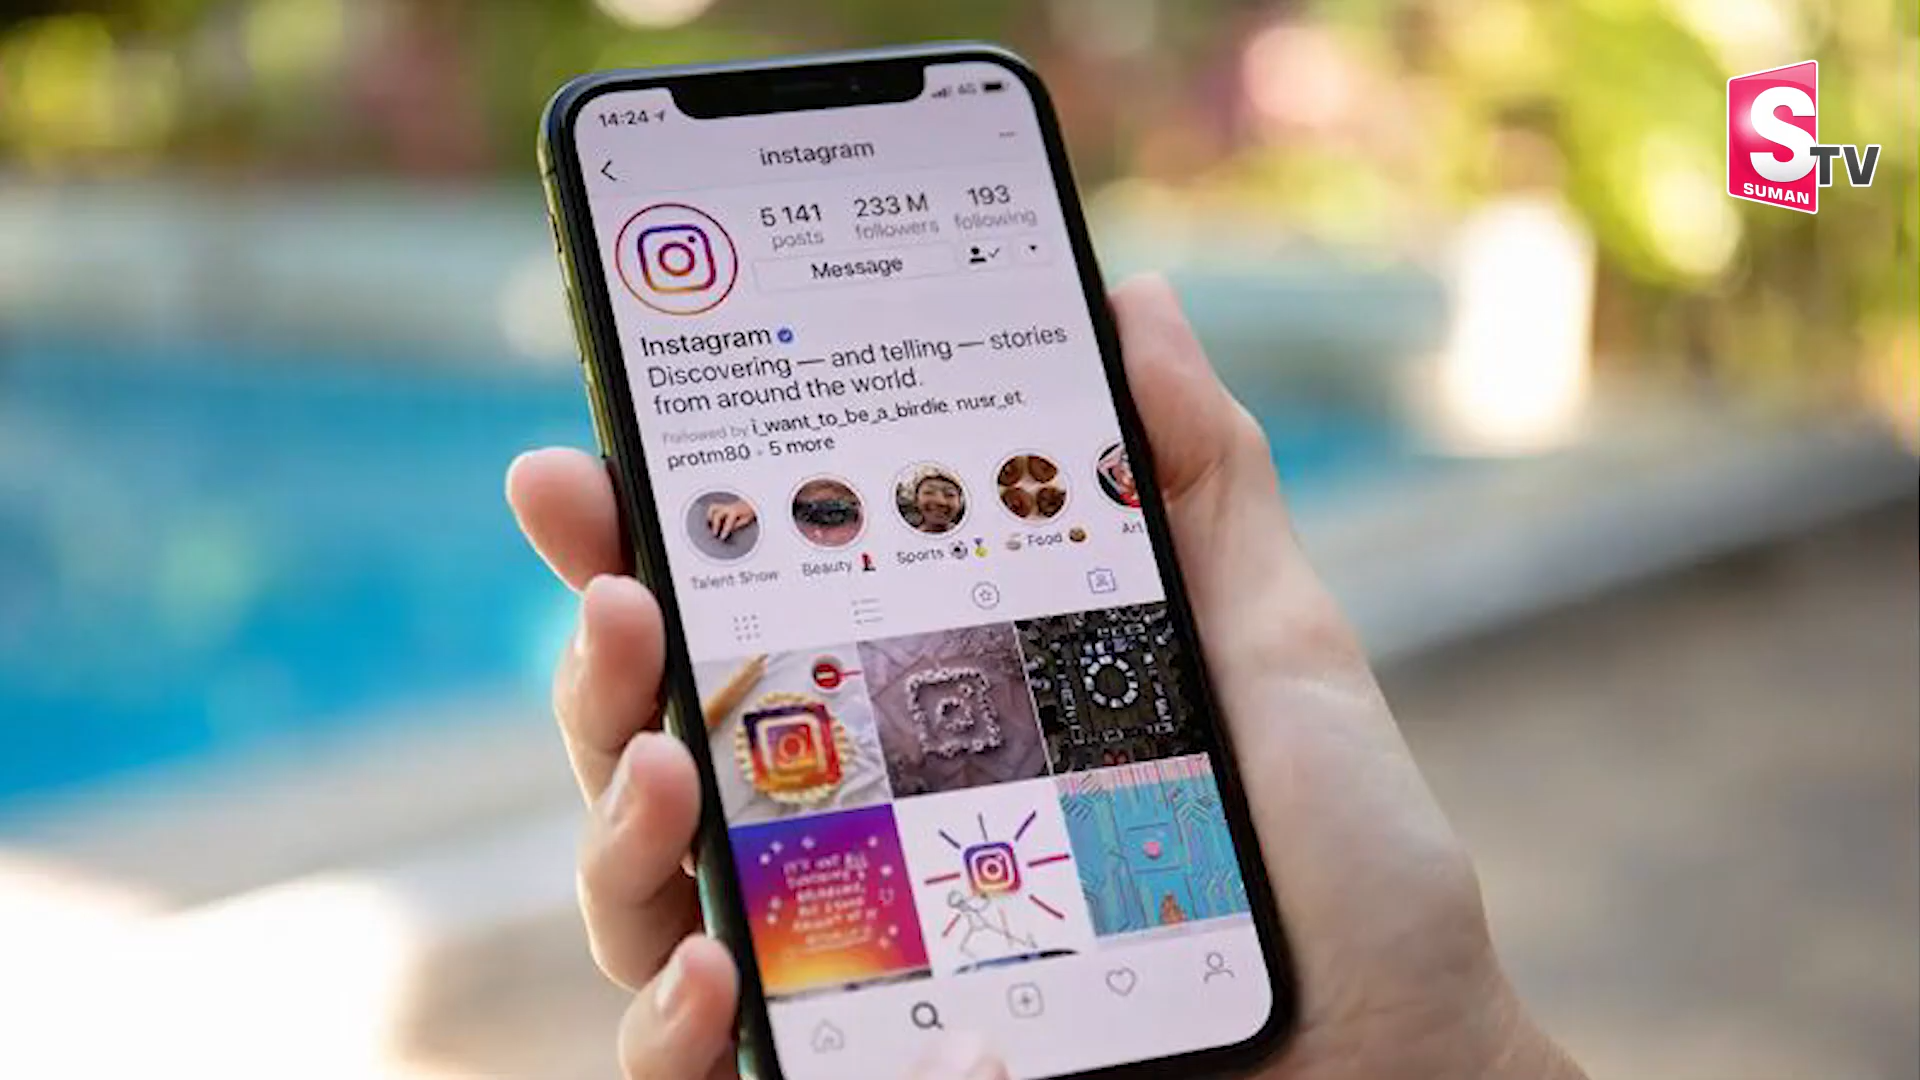 14:24
4G
instagram
5 141 233 M 193
posts followers following
Message
Instagram
Discovering — and telling — stories
from around the world.
Followed by i_want_to_be_a_birdie, nusr_et,
protm80 · 5 more
Talent Show Beauty 💄 Sports ⚽🏅 🍜 Food 🥘 Art
S
TV
SUMAN